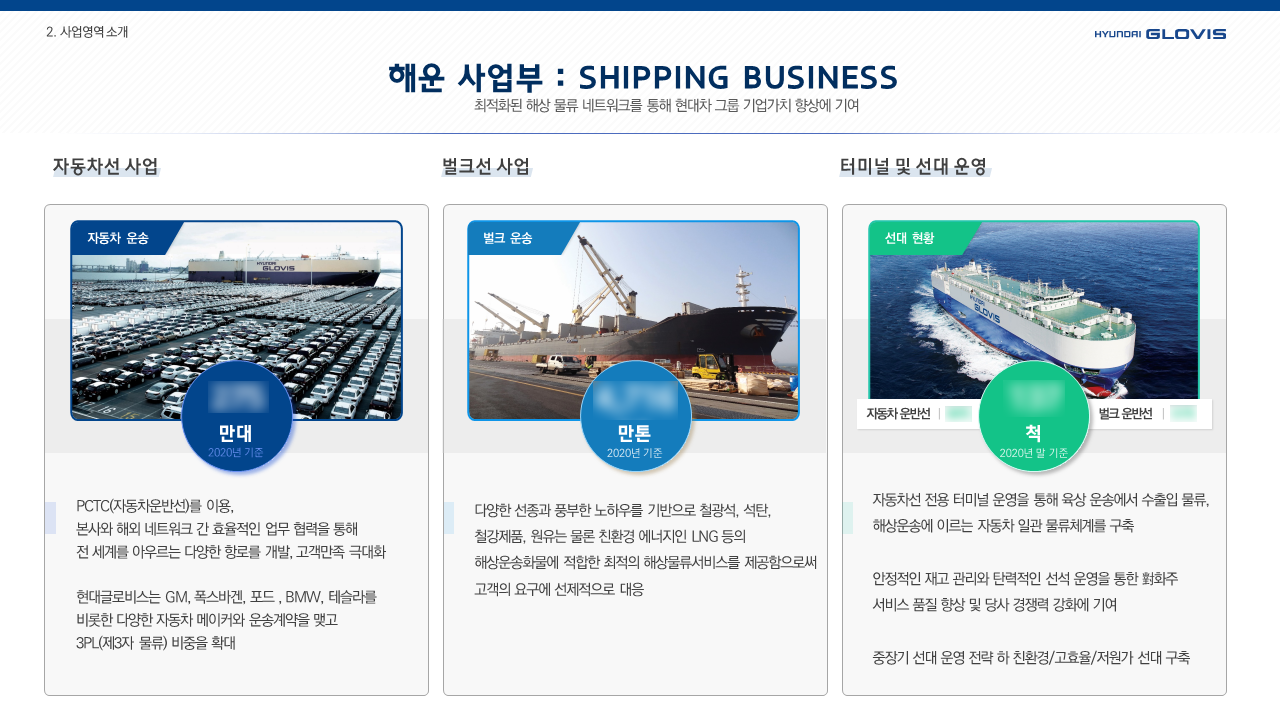 2. 사업영역 소개
HYUNDAI GLOVIS
해운 사업부 : SHIPPING BUSINESS
최적화된 해상 물류 네트워크를 통해 현대차 그룹 기업가치 향상에 기여
자동차선 사업
자동차 운송
HYUNDAI
GLOVIS
만대
2020년 기준
PCTC(자동차운반선)를 이용,
본사와 해외 네트워크 간 효율적인 업무 협력을 통해
전 세계를 아우르는 다양한 항로를 개발, 고객만족 극대화
현대글로비스는 GM, 폭스바겐, 포드 , BMW, 테슬라를
비롯한 다양한 자동차 메이커와 운송계약을 맺고
3PL(제3자 물류) 비중을 확대
벌크선 사업
벌크 운송
만톤
2020년 기준
다양한 선종과 풍부한 노하우를 기반으로 철광석, 석탄,
철강제품, 원유는 물론 친환경 에너지인 LNG 등의
해상운송화물에 적합한 최적의 해상물류서비스를 제공함으로써
고객의 요구에 선제적으로 대응
터미널 및 선대 운영
선대 현황
HYUNDAI
GLOVIS
자동차 운반선 |
척
2020년 말 기준
벌크 운반선 |
자동차선 전용 터미널 운영을 통해 육상 운송에서 수출입 물류,
해상운송에 이르는 자동차 일관 물류체계를 구축
안정적인 재고 관리와 탄력적인 선석 운영을 통한 對화주
서비스 품질 향상 및 당사 경쟁력 강화에 기여
중장기 선대 운영 전략 하 친환경/고효율/저원가 선대 구축